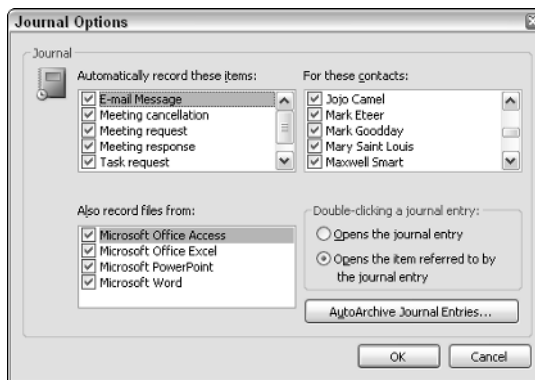 Journal Options
Journal
Automatically record these items:
E-mail Message
Meeting cancellation
Meeting request
Meeting response
Task request
For these contacts:
Jojo Camel
Mark Eteer
Mark Goodday
Mary Saint Louis
Maxwell Smart
Also record files from:
Microsoft Office Access
Microsoft Office Excel
Microsoft PowerPoint
Microsoft Word
Double-clicking a journal entry:
Opens the journal entry
Opens the item referred to by
the journal entry
AutoArchive Journal Entries...
OK
Cancel